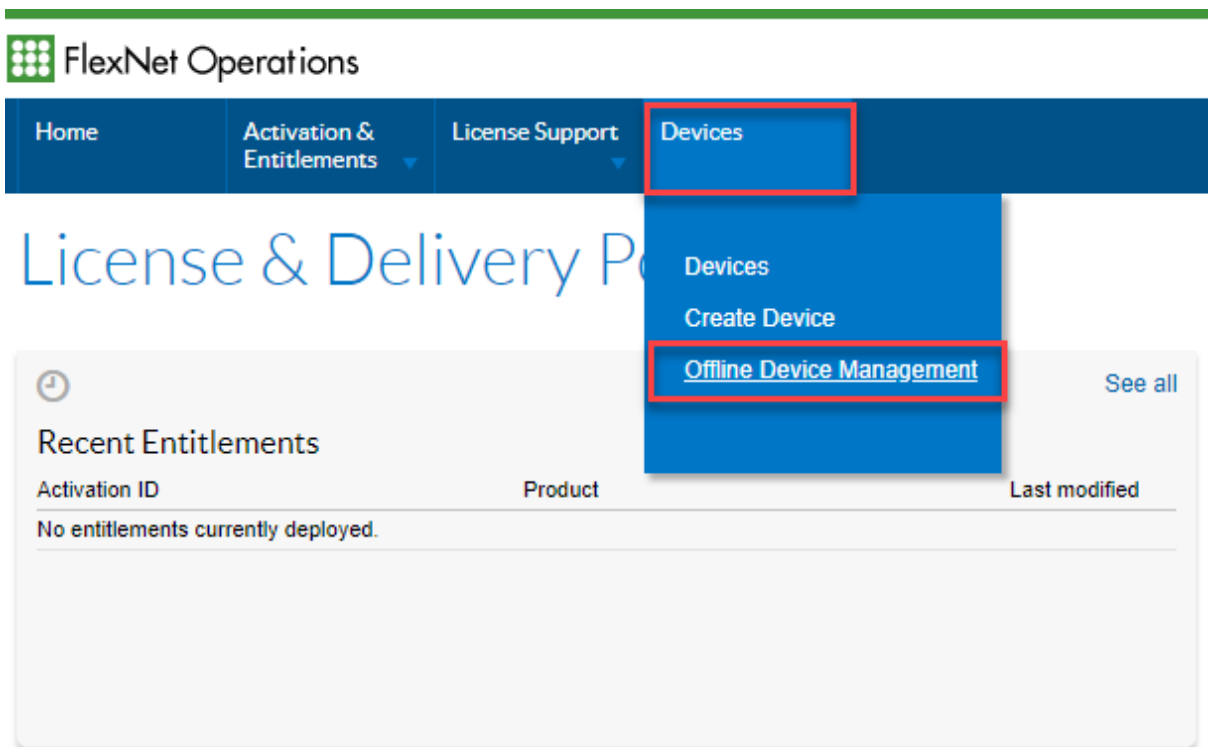 FlexNet Operations
Home
Activation &
Entitlements
License Support
Devices
License & Delivery
Devices
Create Device
Offline Device Management
See all
Recent Entitlements
Activation ID Product Last modified
No entitlements currently deployed.